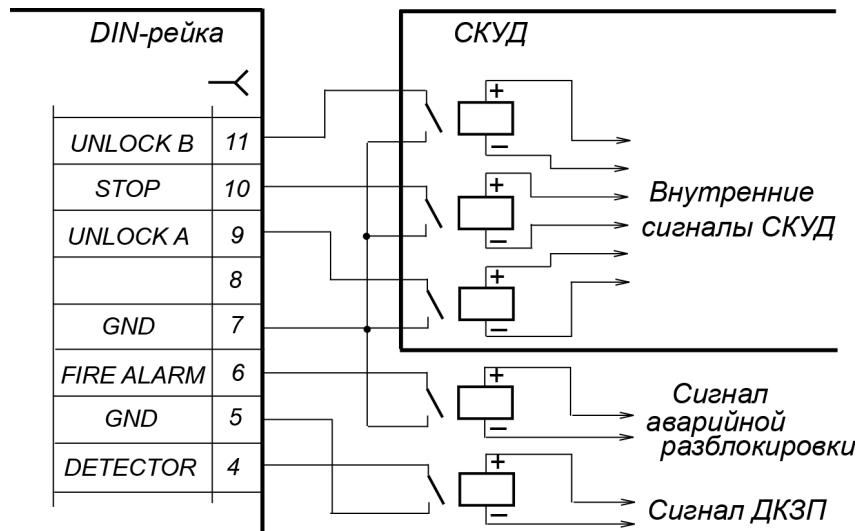 DIN-рейка
СКУД
UNLOCK B 11
STOP 10
UNLOCK A 9
8
GND 7
FIRE ALARM 6
GND 5
DETECTOR 4
+
−
+
−
+
−
Внутренние
сигналы СКУД
+
−
Сигнал
аварийной
разблокировки
+
−
Сигнал ДКЗП